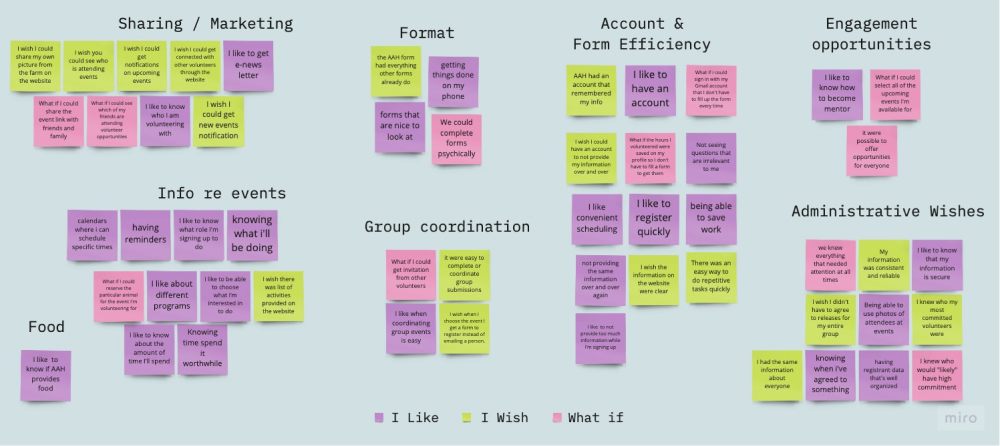 Sharing / Marketing
I wish I could
share my own
picture from the
farm on the
website
I wish you
could see who
is attending
events
I wish I could
get
notifications
on upcoming
events
I wish I could get
connected with
other volunteers
through the
website
I like to get
e-news
letter
What if I could
share the
event link with
friends and
family
What if I could see
which of my
friends are
attending
volunteer
opportunities
I like to know
who I am
volunteering
with
I wish I
could get
new events
notification
Info re events
calendars
where i can
schedule
specific times
having
reminders
I like to know
what role I'm
signing up to
do
knowing
what i'll
be doing
What if I could
reserve the
particular animal
for the event I'm
volunteering for
I like about
different
programs
I like to be able
to choose
what I'm
interested in
to do
I wish there
was list of
activities
provided on
the website
I like to know
about the
amount of
time I'll spend
Knowing
time spend
it
worthwhile
Food
I like to
know if AAH
provides
food
Format
the AAH form
had everything
other forms
already do
getting
things done
on my
phone
forms that
are nice to
look at
We could
complete
forms
psychically
Group coordination
What if I could
get invitation
from other
volunteers
it were easy to
complete or
coordinate
group
submissions
I like when
coordinating
group events
is easy
I wish when i
choose the event I
get a form to
register instead of
emailing a person.
Account &
Form Efficiency
AAH had an
account that
remembered
my info
I like to
have an
account
What if I could
sign in with my
Gmail account
that I don't have
to fill up the form
every time
I wish I could
have an account
to not provide
my information
over and over
What if the hours I
volunteered were
saved on my
profile so I don't
have to fill a form
to get them
Not seeing
questions that
are irrelevant
to me
I like
convenient
scheduling
I like to
register
quickly
being able
to save
work
not providing
the same
information
over and over
again
I wish the
information on
the website
were clear
There was an
easy way to
do repetitive
tasks quickly
I like to not
provide too much
information while
I'm signing up
Engagement
opportunities
I like to
know how
to become
mentor
What if I could
select all of the
upcoming
events I'm
available for
it were
possible to
offer
opportunities
for everyone
Administrative Wishes
we knew
everything
that needed
attention at all
times
My
information
was consistent
and reliable
I like to know
that my
information
is secure
I wish I didn't
have to agree
to releases for
my entire
group
Being able to
use photos of
attendees at
events
I knew who my
most
committed
volunteers
were
I had the same
information
about
everyone
knowing
when i've
agreed to
something
having
registrant data
that's well
organized
I knew who
would "likely"
have high
commitment
I Like
I Wish
What if
miro